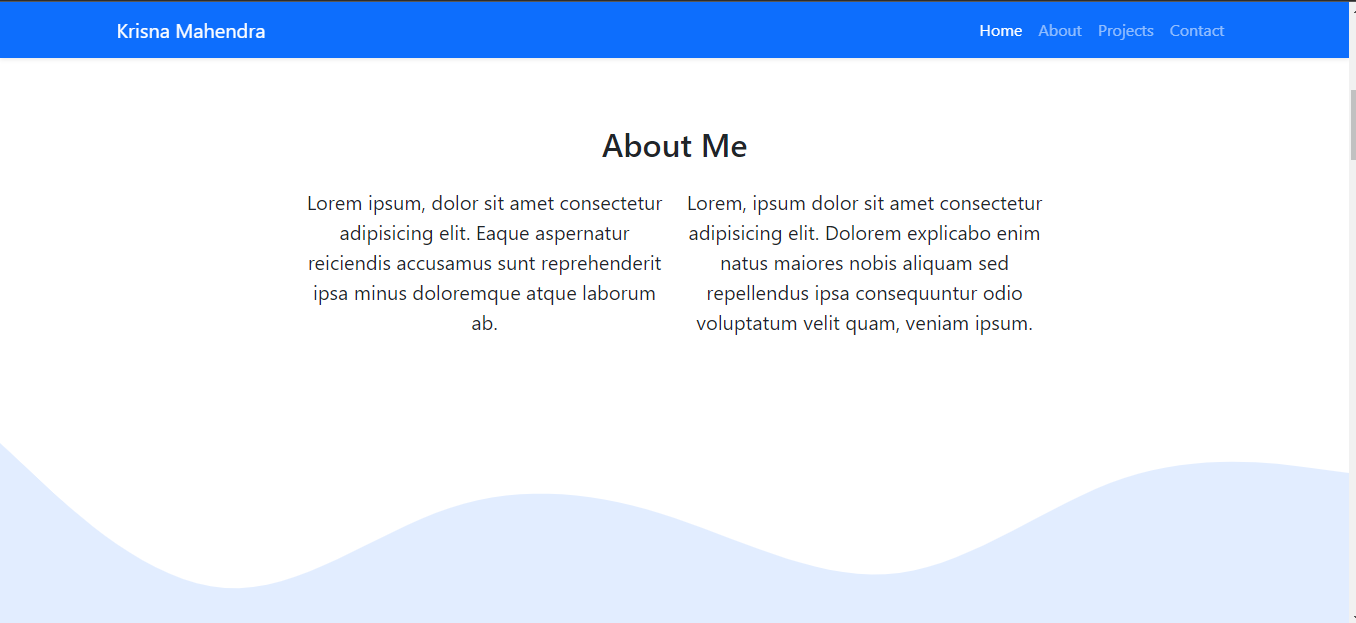 Krisna Mahendra
Home About Projects Contact
About Me
Lorem ipsum, dolor sit amet consectetur
adipisicing elit. Eaque aspernatur
reiciendis accusamus sunt reprehenderit
ipsa minus doloremque atque laborum
ab.
Lorem, ipsum dolor sit amet consectetur
adipisicing elit. Dolorem explicabo enim
natus maiores nobis aliquam sed
repellendus ipsa consequuntur odio
voluptatum velit quam, veniam ipsum.